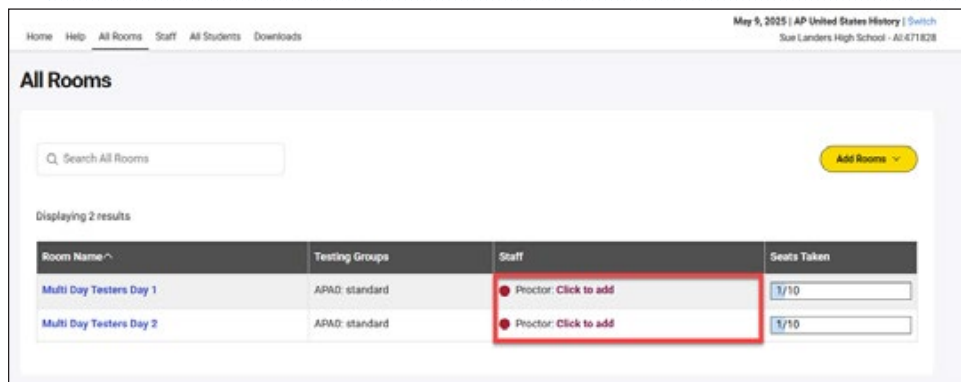 May 9, 2025 | AP United States History | Switch
Home Help All Rooms Staff All Students Downloads
Sue Landers High School - AI:471828
All Rooms
Search All Rooms
Add Rooms
Displaying 2 results
Room Name Testing Groups Staff Seats Taken
Multi Day Testers Day 1 APA0: standard Proctor: Click to add 1/10
Multi Day Testers Day 2 APA0: standard Proctor: Click to add 1/10